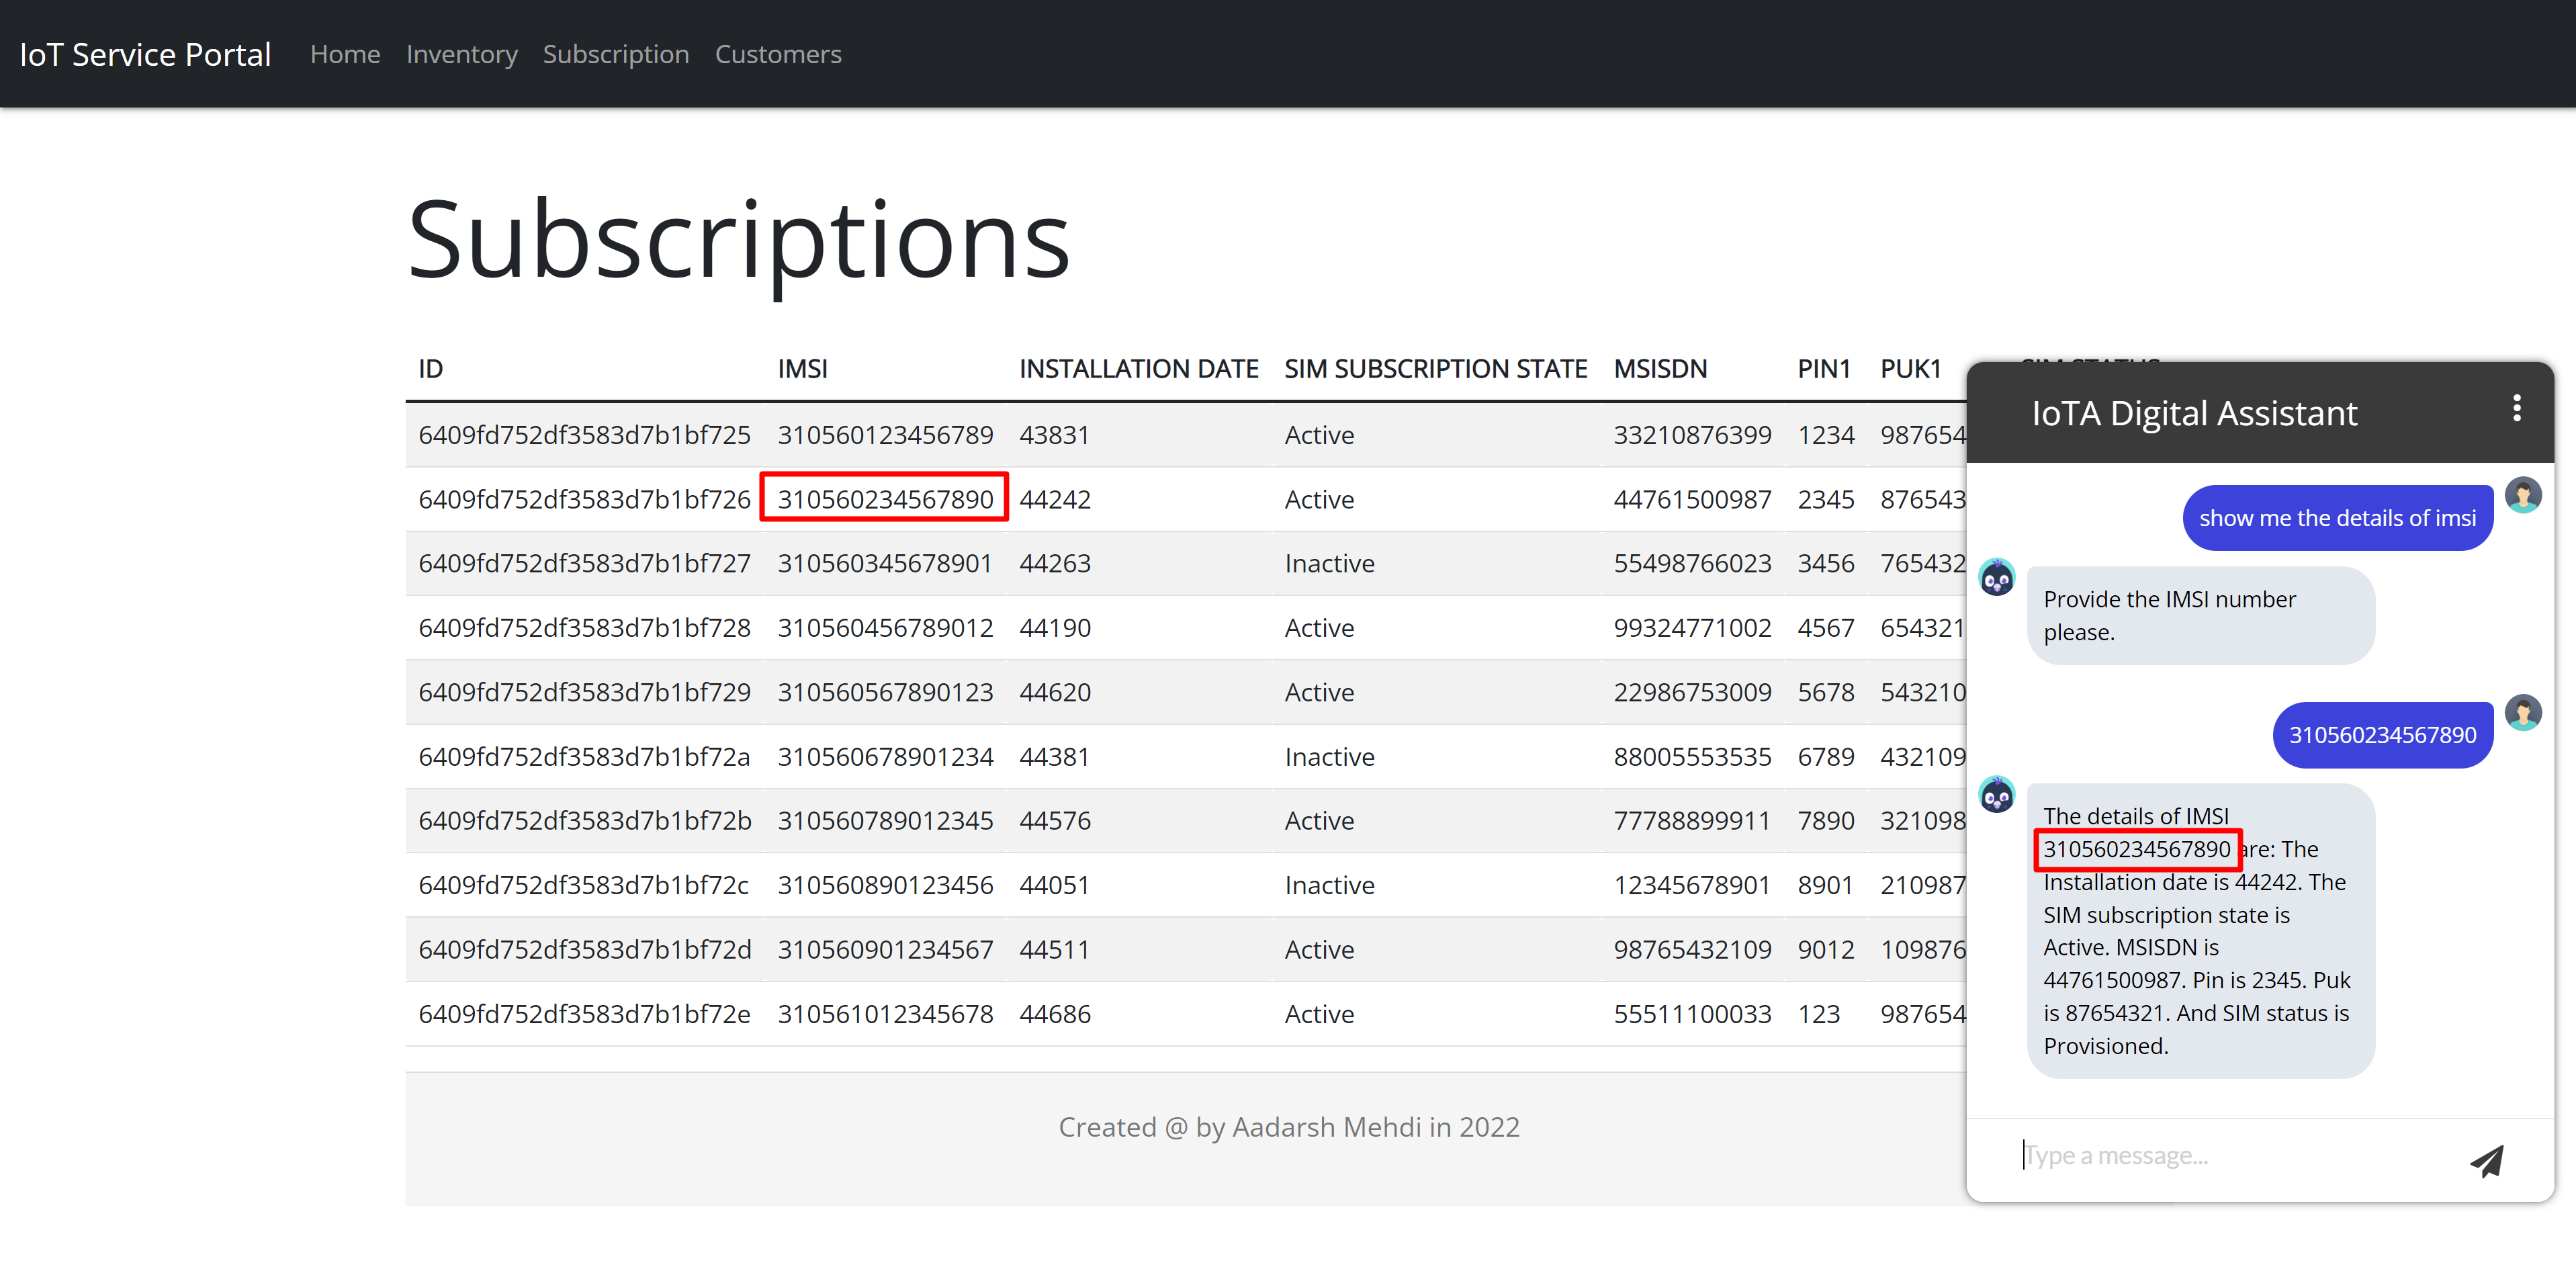 IoT Service Portal Home Inventory Subscription Customers
Subscriptions
ID IMSI INSTALLATION DATE SIM SUBSCRIPTION STATE MSISDN PIN1 PUK1 SIM STATUS
6409fd752df3583d7b1bf725 310560123456789 43831 Active 33210876399 1234 987654
6409fd752df3583d7b1bf726 310560234567890 44242 Active 44761500987 2345 876543
6409fd752df3583d7b1bf727 310560345678901 44263 Inactive 55498766023 3456 765432
6409fd752df3583d7b1bf728 310560456789012 44190 Active 99324771002 4567 654321
6409fd752df3583d7b1bf729 310560567890123 44620 Active 22986753009 5678 543210
6409fd752df3583d7b1bf72a 310560678901234 44381 Inactive 88005553535 6789 432109
6409fd752df3583d7b1bf72b 310560789012345 44576 Active 77788899911 7890 321098
6409fd752df3583d7b1bf72c 310560890123456 44051 Inactive 12345678901 8901 210987
6409fd752df3583d7b1bf72d 310560901234567 44511 Active 98765432109 9012 109876
6409fd752df3583d7b1bf72e 310561012345678 44686 Active 55511100033 123 987654
Created @ by Aadarsh Mehdi in 2022
IoTA Digital Assistant
show me the details of imsi
Provide the IMSI number
please.
310560234567890
The details of IMSI
310560234567890 are: The
Installation date is 44242. The
SIM subscription state is
Active. MSISDN is
44761500987. Pin is 2345. Puk
is 87654321. And SIM status is
Provisioned.
Type a message...